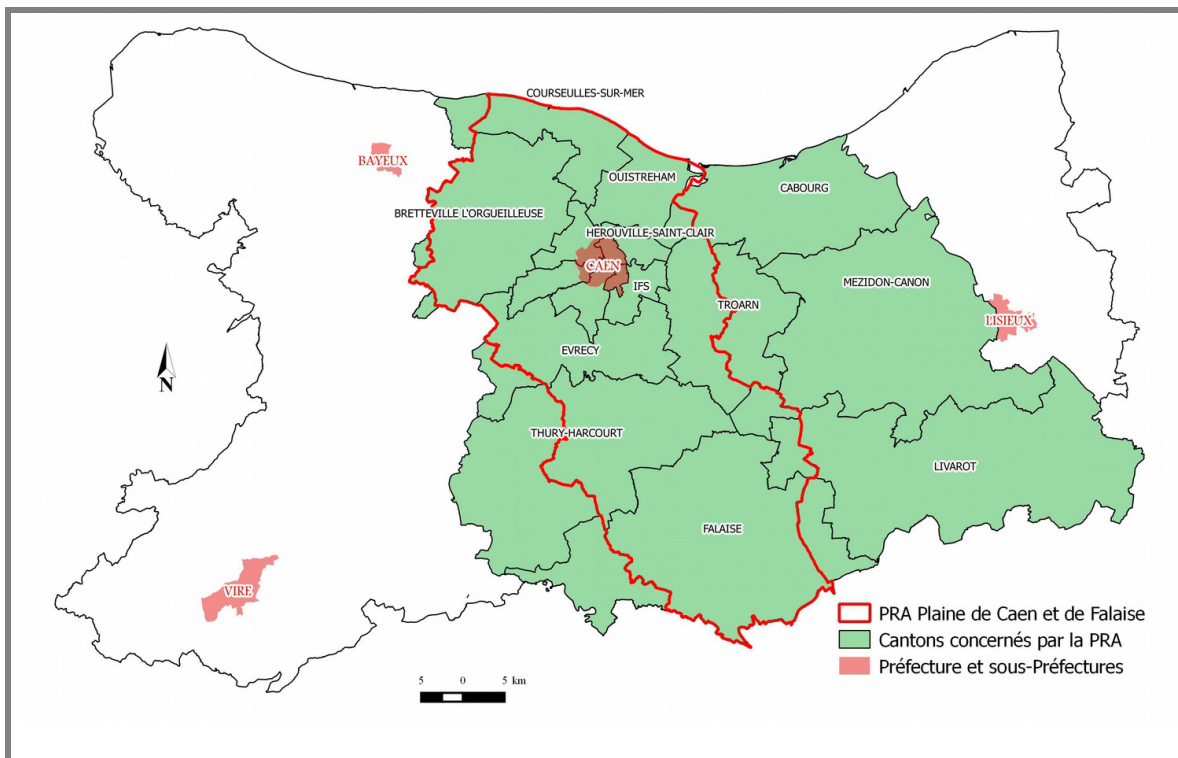 COURSEULLES-SUR-MER
BAYEUX
OUISTREHAM
CABOURG
BRETTEVILLE L'ORGUEILLEUSE
HEROUVILLE-SAINT-CLAIR
CAEN
IFS
MEZIDON-CANON
TROARN
LISIEUX
EVRECY
N
THURY-HARCOURT
LIVAROT
FALAISE
VIRE
PRA Plaine de Caen et de Falaise
Cantons concernés par la PRA
Préfecture et sous-Préfectures
5 0 5 km